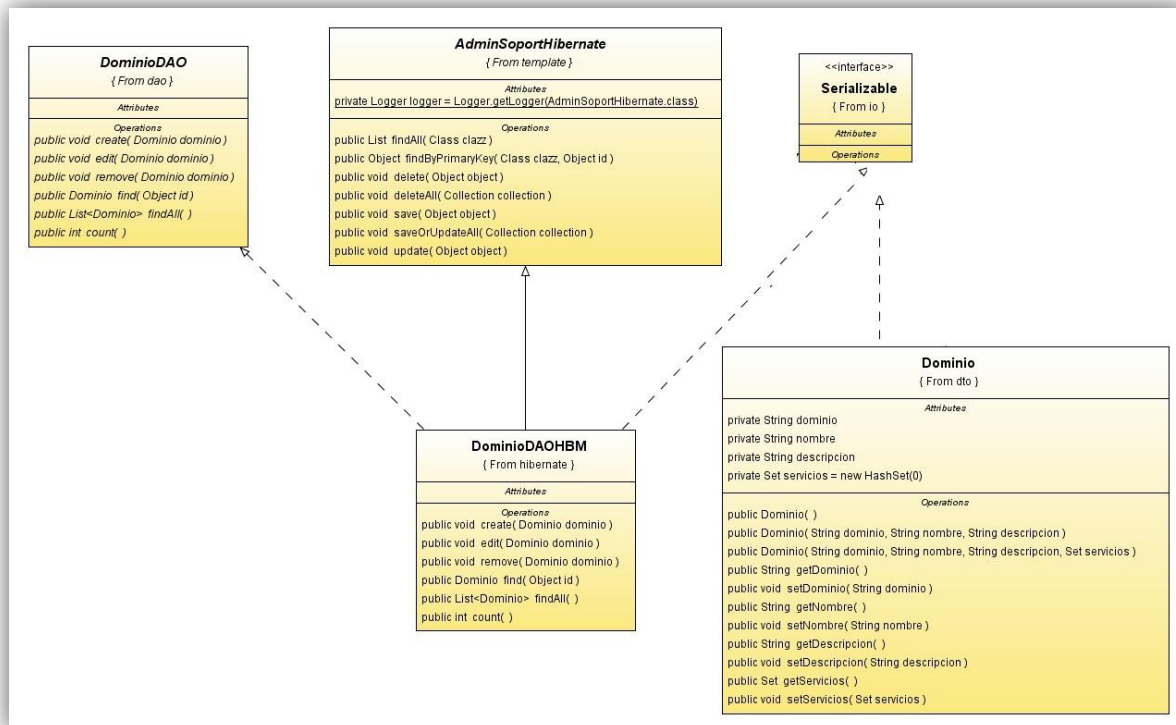 DominioDAO
{ From dao }
Attributes
Operations
public void create( Dominio dominio )
public void edit( Dominio dominio )
public void remove( Dominio dominio )
public Dominio find( Object id )
public List<Dominio> findAll( )
public int count( )
AdminSoportHibernate
{ From template }
Attributes
private Logger logger = Logger.getLogger(AdminSoportHibernate.class)
Operations
public List findAll( Class clazz )
public Object findByPrimaryKey( Class clazz, Object id )
public void delete( Object object )
public void deleteAll( Collection collection )
public void save( Object object )
public void saveOrUpdateAll( Collection collection )
public void update( Object object )
<<interface>>
Serializable
{ From io }
Attributes
Operations
DominioDAOHBM
{ From hibernate }
Attributes
Operations
public void create( Dominio dominio )
public void edit( Dominio dominio )
public void remove( Dominio dominio )
public Dominio find( Object id )
public List<Dominio> findAll( )
public int count( )
Dominio
{ From dto }
Attributes
private String dominio
private String nombre
private String descripcion
private Set servicios = new HashSet(0)
Operations
public Dominio( )
public Dominio( String dominio, String nombre, String descripcion )
public Dominio( String dominio, String nombre, String descripcion, Set servicios )
public String getDominio( )
public void setDominio( String dominio )
public String getNombre( )
public void setNombre( String nombre )
public String getDescripcion( )
public void setDescripcion( String descripcion )
public Set getServicios( )
public void setServicios( Set servicios )